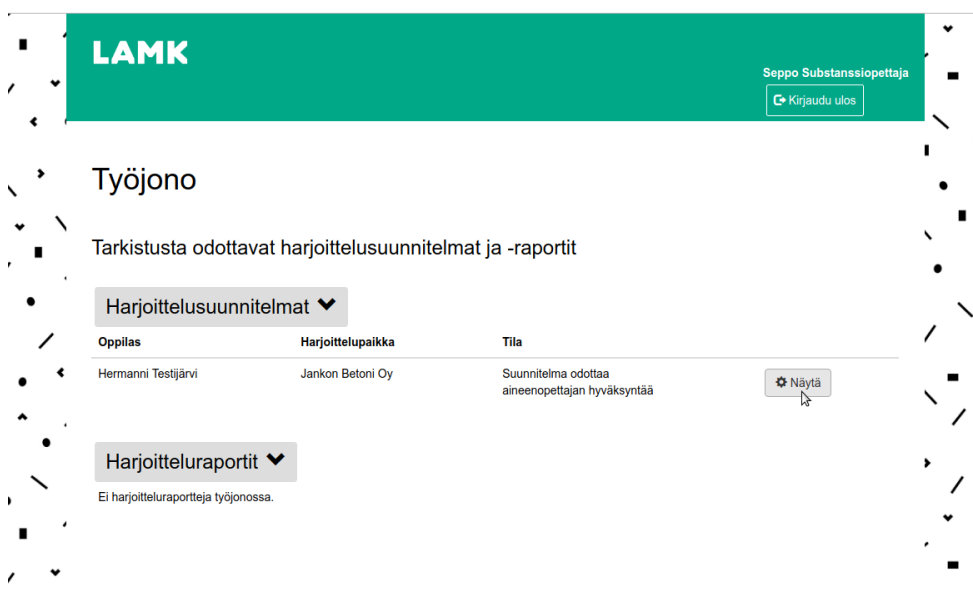 LAMK
Seppo Substanssiopettaja
Kirjaudu ulos
Työjono
Tarkistusta odottavat harjoittelusuunnitelmat ja -raportit
Harjoittelusuunnitelmat
Oppilas Harjoittelupaikka Tila
Hermanni Testijärvi Jankon Betoni Oy Suunnitelma odottaa
aineenopettajan hyväksyntää
Näytä
Harjoitteluraportit
Ei harjoitteluraportteja työjonossa.